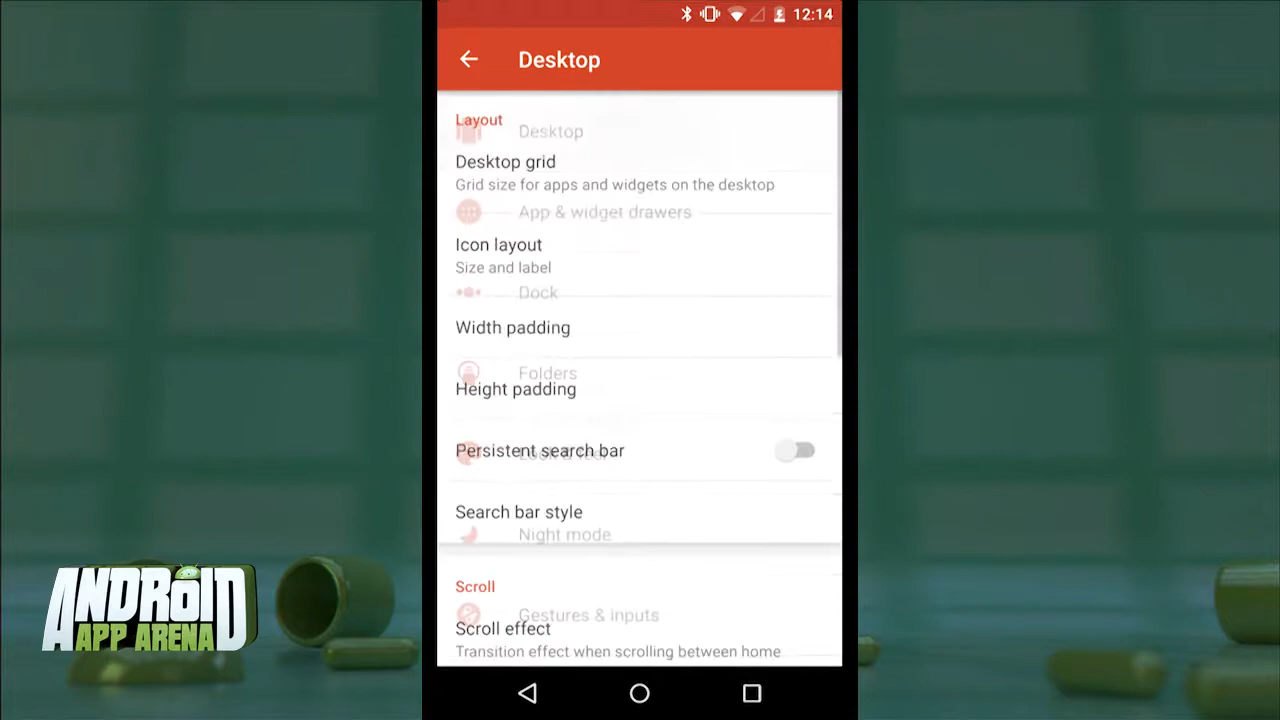 12:14
Desktop
Layout
Desktop
Desktop grid
Grid size for apps and widgets on the desktop
App & widget drawers
Icon layout
Size and label
Dock
Width padding
Folders
Height padding
Persistent search bar
Look & feel
Search bar style
Night mode
Scroll
Gestures & inputs
Scroll effect
Transition effect when scrolling between home
ANDROID
APP ARENA